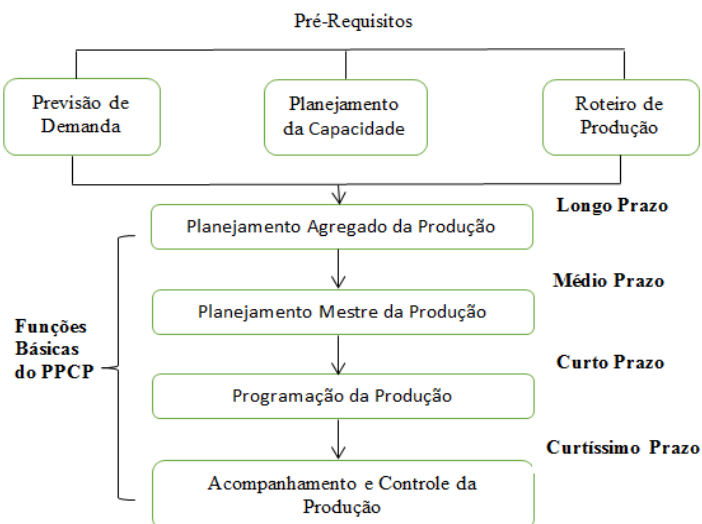 Pré-Requisitos
Previsão de
Demanda
Planejamento
da Capacidade
Roteiro de
Produção
Longo Prazo
Planejamento Agregado da Produção
Médio Prazo
Planejamento Mestre da Produção
Funções
Básicas
do PPCP
Curto Prazo
Programação da Produção
Curtíssimo Prazo
Acompanhamento e Controle da
Produção